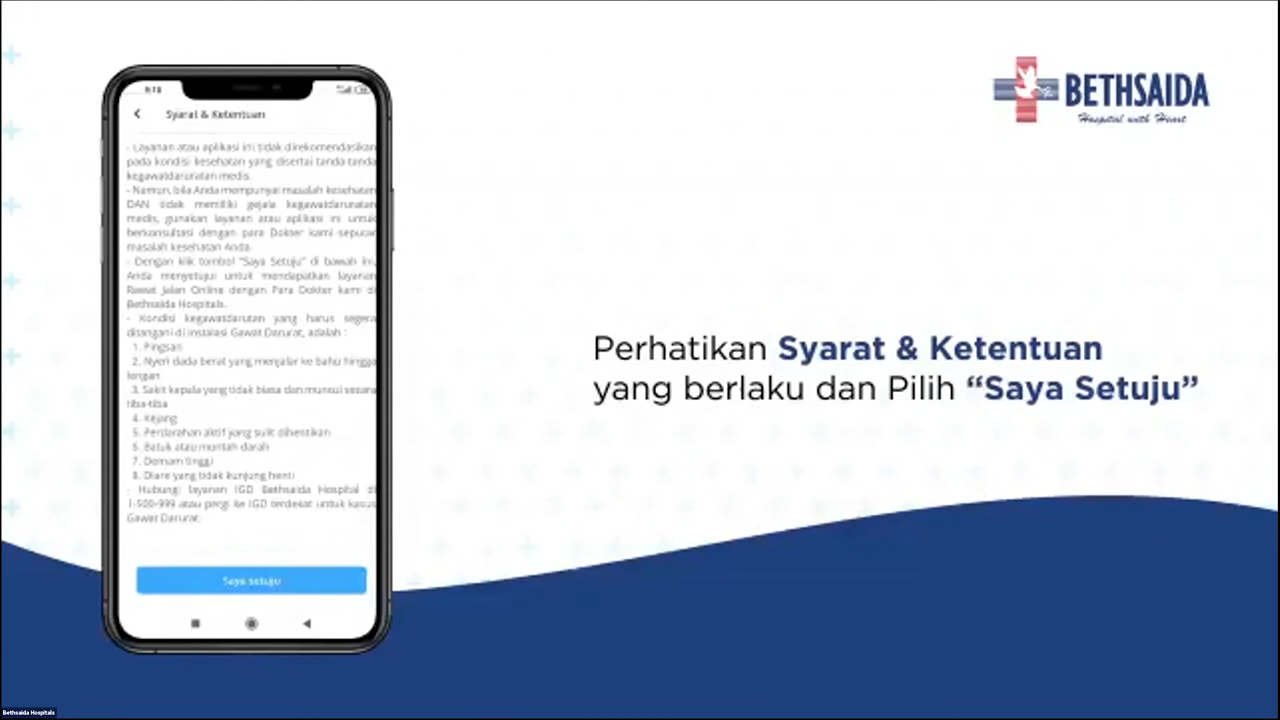 9:18
Syarat & Ketentuan
- Layanan atau aplikasi ini tidak direkomendasikan
pada kondisi kesehatan yang disertai tanda-tanda
kegawatdaruratan medis.
- Namun, bila Anda mempunyai masalah kesehatan
DAN tidak memiliki gejala kegawatdaruratan
medis, gunakan layanan atau aplikasi ini untuk
berkonsultasi dengan para Dokter kami seputar
masalah kesehatan Anda.
- Dengan klik tombol "Saya Setuju" di bawah ini,
Anda menyetujui untuk mendapatkan layanan
Rawat Jalan Online dengan Para Dokter kami di
Bethsaida Hospitals.
- Kondisi kegawatdarutan yang harus segera
ditangani di instalasi Gawat Darurat, adalah :
1. Pingsan
2. Nyeri dada berat yang menjalar ke bahu hingga
lengan
3. Sakit kepala yang tidak biasa dan muncul secara
tiba-tiba
4. Kejang
5. Perdarahan aktif yang sulit dihentikan
6. Batuk atau muntah darah
7. Demam tinggi
8. Diare yang tidak kunjung henti
- Hubungi layanan IGD Bethsaida Hospital di
1-500-999 atau pergi ke IGD terdekat untuk kasus
Gawat Darurat.
Saya setuju
BETHSAIDA
Hospital with Heart
Perhatikan Syarat & Ketentuan
yang berlaku dan Pilih “Saya Setuju”
Bethsaida Hospitals